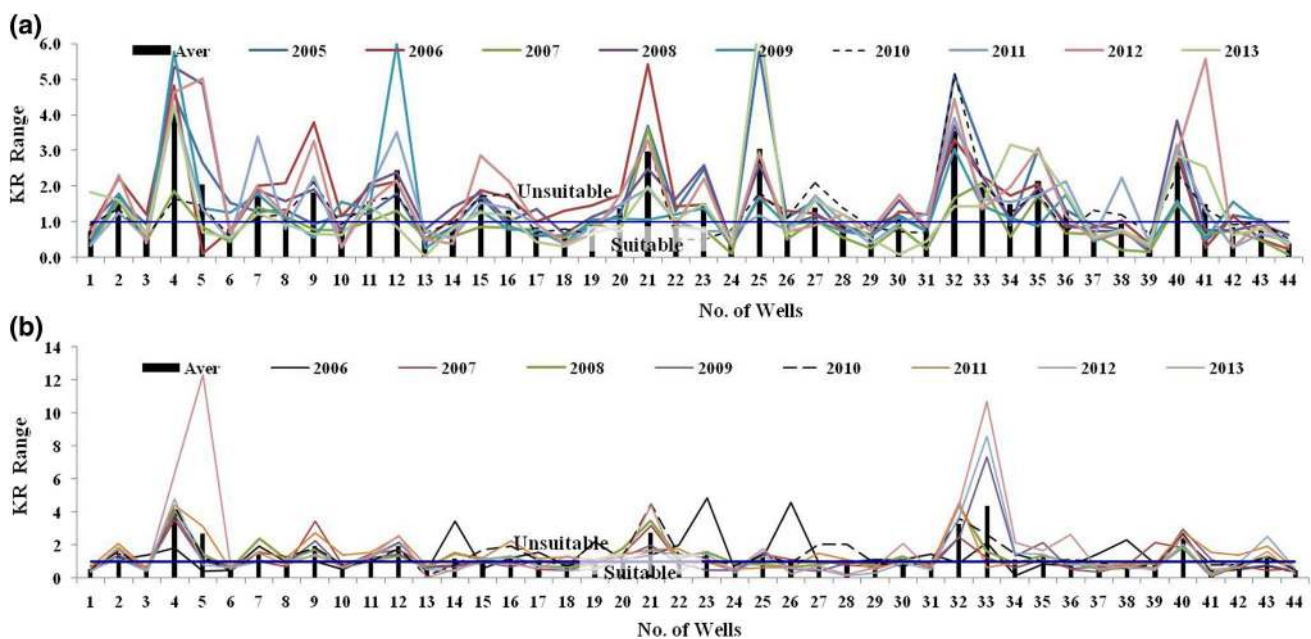 (a)
6.0
5.0
4.0
3.0
2.0
1.0
0.0
KR Range
Aver 2005 2006 2007 2008 2009 2010 2011 2012 2013
Unsuitable
Suitable
1 2 3 4 5 6 7 8 9 10 11 12 13 14 15 16 17 18 19 20 21 22 23 24 25 26 27 28 29 30 31 32 33 34 35 36 37 38 39 40 41 42 43 44
No. of Wells
(b)
14
12
10
8
6
4
2
0
KR Range
Aver 2006 2007 2008 2009 2010 2011 2012 2013
Unsuitable
Suitable
1 2 3 4 5 6 7 8 9 10 11 12 13 14 15 16 17 18 19 20 21 22 23 24 25 26 27 28 29 30 31 32 33 34 35 36 37 38 39 40 41 42 43 44
No. of Wells